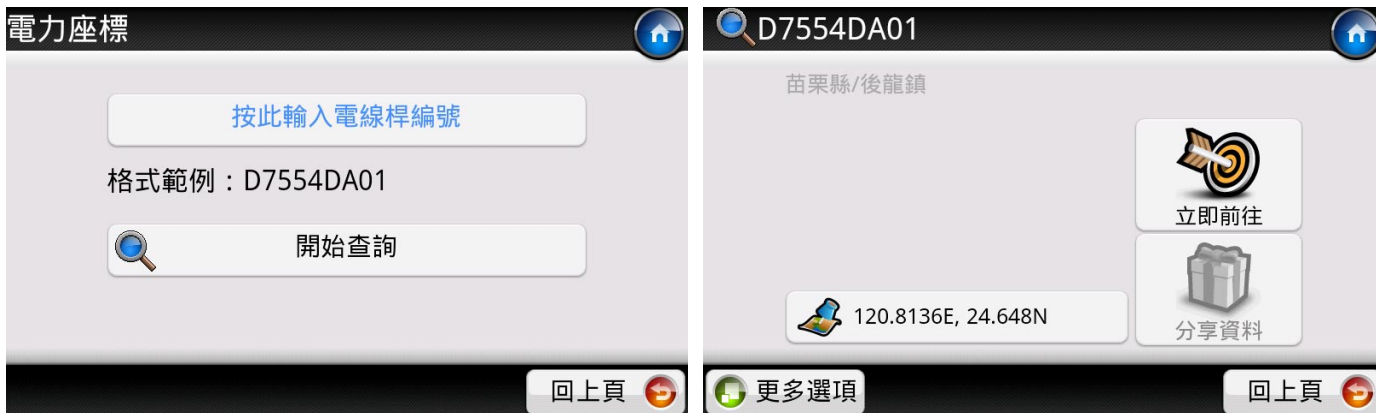 電力座標
按此輸入電線桿編號
格式範例：D7554DA01
開始查詢
回上頁
D7554DA01
苗栗縣/後龍鎮
立即前往
120.8136E, 24.648N
分享資料
更多選項
回上頁